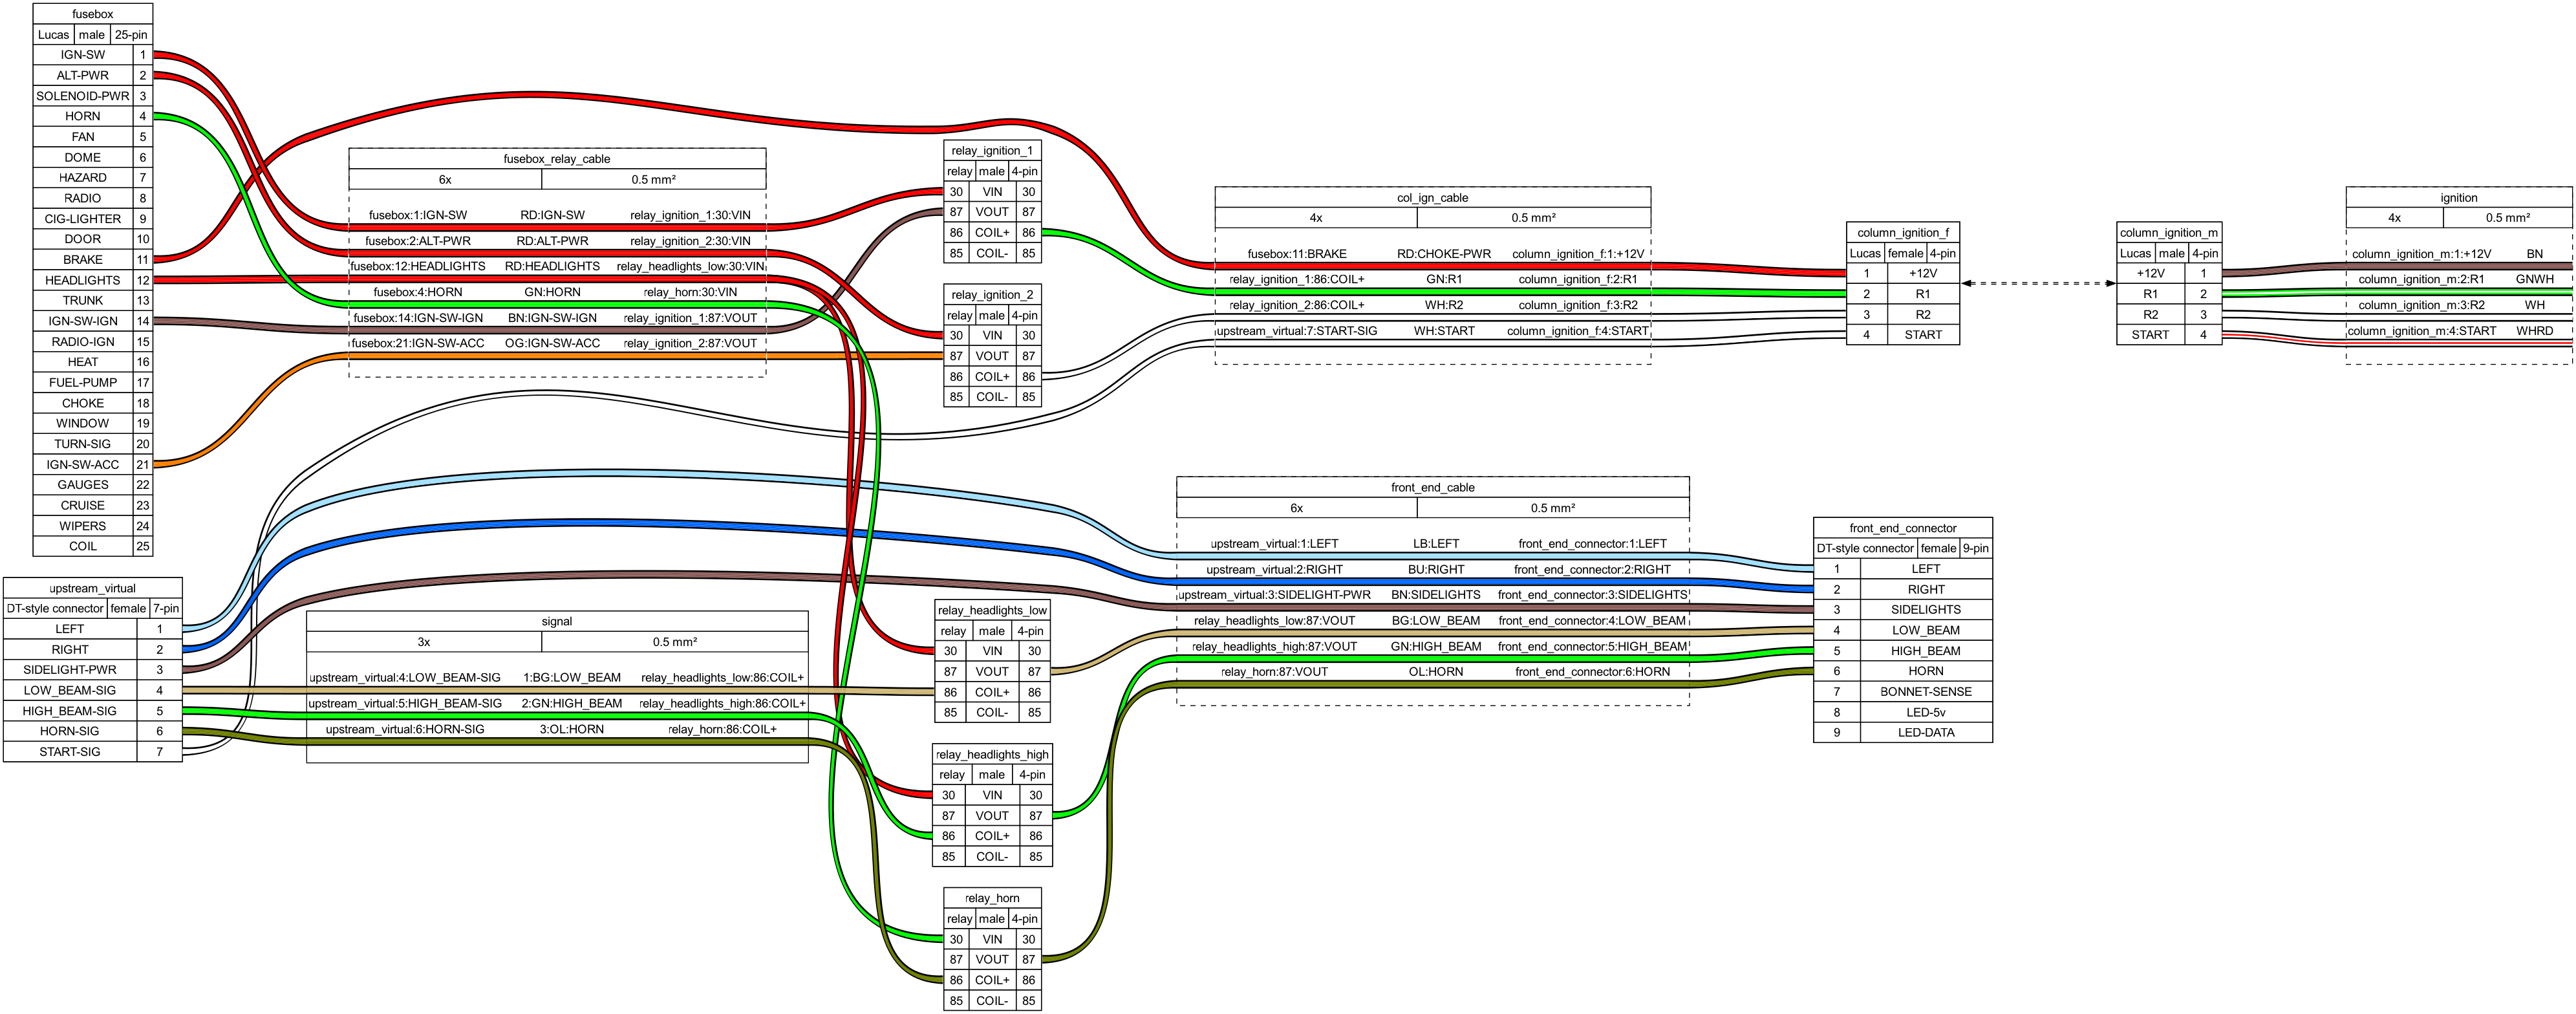 fusebox
Lucas male 25-pin
IGN-SW 1
ALT-PWR 2
SOLENOID-PWR 3
HORN 4
FAN 5
DOME 6
HAZARD 7
RADIO 8
CIG-LIGHTER 9
DOOR 10
BRAKE 11
HEADLIGHTS 12
TRUNK 13
IGN-SW-IGN 14
RADIO-IGN 15
HEAT 16
FUEL-PUMP 17
CHOKE 18
WINDOW 19
TURN-SIG 20
IGN-SW-ACC 21
GAUGES 22
CRUISE 23
WIPERS 24
COIL 25
upstream_virtual
DT-style connector female 7-pin
LEFT 1
RIGHT 2
SIDELIGHT-PWR 3
LOW_BEAM-SIG 4
HIGH_BEAM-SIG 5
HORN-SIG 6
START-SIG 7
fusebox_relay_cable
6x 0.5 mm²
fusebox:1:IGN-SW RD:IGN-SW relay_ignition_1:30:VIN
fusebox:2:ALT-PWR RD:ALT-PWR relay_ignition_2:30:VIN
fusebox:12:HEADLIGHTS RD:HEADLIGHTS relay_headlights_low:30:VIN
fusebox:4:HORN GN:HORN relay_horn:30:VIN
fusebox:14:IGN-SW-IGN BN:IGN-SW-IGN relay_ignition_1:87:VOUT
fusebox:21:IGN-SW-ACC OG:IGN-SW-ACC relay_ignition_2:87:VOUT
signal
3x 0.5 mm²
upstream_virtual:4:LOW_BEAM-SIG 1:BG:LOW_BEAM relay_headlights_low:86:COIL+
upstream_virtual:5:HIGH_BEAM-SIG 2:GN:HIGH_BEAM relay_headlights_high:86:COIL+
upstream_virtual:6:HORN-SIG 3:OL:HORN relay_horn:86:COIL+
relay_ignition_1
relay male 4-pin
30 VIN 30
87 VOUT 87
86 COIL+ 86
85 COIL- 85
relay_ignition_2
relay male 4-pin
30 VIN 30
87 VOUT 87
86 COIL+ 86
85 COIL- 85
relay_headlights_low
relay male 4-pin
30 VIN 30
87 VOUT 87
86 COIL+ 86
85 COIL- 85
relay_headlights_high
relay male 4-pin
30 VIN 30
87 VOUT 87
86 COIL+ 86
85 COIL- 85
relay_horn
relay male 4-pin
30 VIN 30
87 VOUT 87
86 COIL+ 86
85 COIL- 85
col_ign_cable
4x 0.5 mm²
fusebox:11:BRAKE RD:CHOKE-PWR column_ignition_f:1:+12V
relay_ignition_1:86:COIL+ GN:R1 column_ignition_f:2:R1
relay_ignition_2:86:COIL+ WH:R2 column_ignition_f:3:R2
upstream_virtual:7:START-SIG WH:START column_ignition_f:4:START
front_end_cable
6x 0.5 mm²
upstream_virtual:1:LEFT LB:LEFT front_end_connector:1:LEFT
upstream_virtual:2:RIGHT BU:RIGHT front_end_connector:2:RIGHT
upstream_virtual:3:SIDELIGHT-PWR BN:SIDELIGHTS front_end_connector:3:SIDELIGHTS
relay_headlights_low:87:VOUT BG:LOW_BEAM front_end_connector:4:LOW_BEAM
relay_headlights_high:87:VOUT GN:HIGH_BEAM front_end_connector:5:HIGH_BEAM
relay_horn:87:VOUT OL:HORN front_end_connector:6:HORN
column_ignition_f
Lucas female 4-pin
1 +12V
2 R1
3 R2
4 START
front_end_connector
DT-style connector female 9-pin
1 LEFT
2 RIGHT
3 SIDELIGHTS
4 LOW_BEAM
5 HIGH_BEAM
6 HORN
7 BONNET-SENSE
8 LED-5v
9 LED-DATA
column_ignition_m
Lucas male 4-pin
+12V 1
R1 2
R2 3
START 4
ignition
4x 0.5 mm²
column_ignition_m:1:+12V BN
column_ignition_m:2:R1 GNWH
column_ignition_m:3:R2 WH
column_ignition_m:4:START WHRD